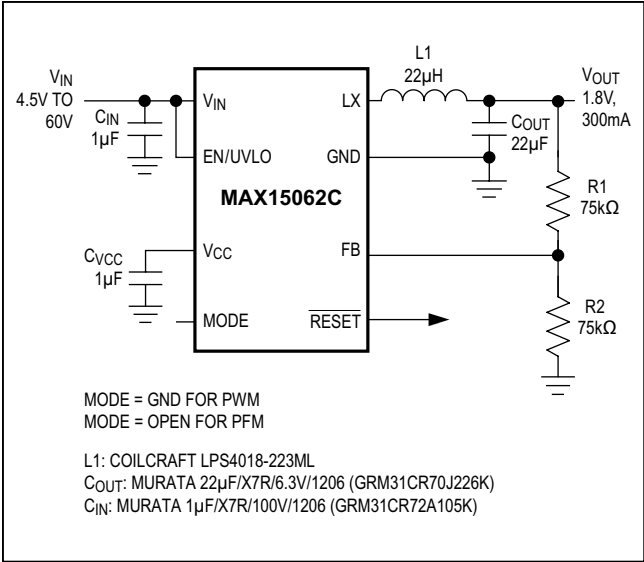 L1
22µH
VIN
4.5V TO
60V
CIN
1µF
VIN
LX
VOUT
1.8V,
300mA
COUT
22µF
EN/UVLO
GND
MAX15062C
R1
75kΩ
CVCC
1µF
VCC
FB
MODE
RESET
R2
75kΩ
MODE = GND FOR PWM
MODE = OPEN FOR PFM
L1: COILCRAFT LPS4018-223ML
COUT: MURATA 22µF/X7R/6.3V/1206 (GRM31CR70J226K)
CIN: MURATA 1µF/X7R/100V/1206 (GRM31CR72A105K)